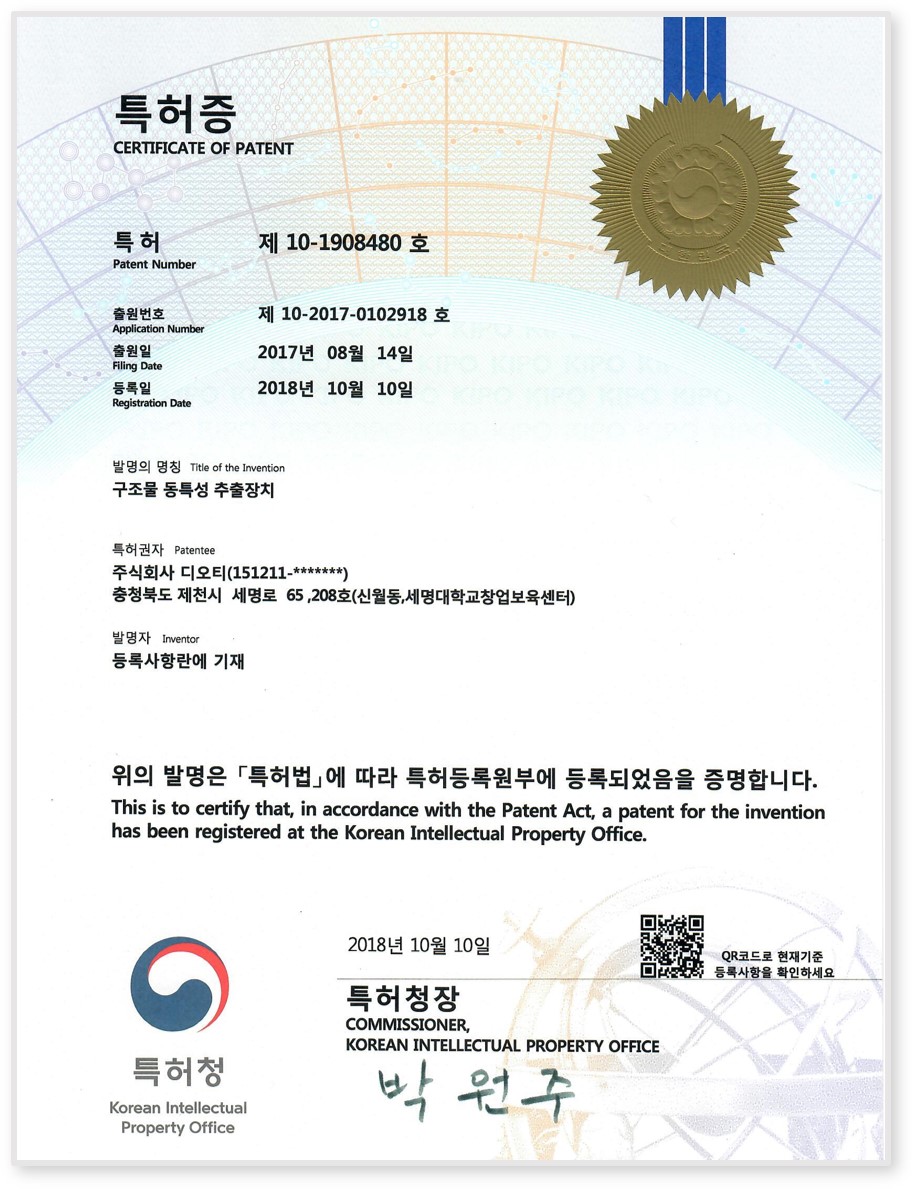 특허증
CERTIFICATE OF PATENT
특 허 제 10-1908480 호
Patent Number
출원번호 제 10-2017-0102918 호
Application Number
출원일 2017년 08월 14일
Filing Date
등록일 2018년 10월 10일
Registration Date
발명의 명칭 Title of the Invention
구조물 동특성 추출장치
특허권자 Patentee
주식회사 디오티(151211-*******)
충청북도 제천시 세명로 65 ,208호(신월동,세명대학교창업보육센터)
발명자 Inventor
등록사항란에 기재
위의 발명은 「특허법」에 따라 특허등록원부에 등록되었음을 증명합니다.
This is to certify that, in accordance with the Patent Act, a patent for the invention
has been registered at the Korean Intellectual Property Office.
2018년 10월 10일
QR코드로 현재기준
등록사항을 확인하세요
특허청장
COMMISSIONER,
KOREAN INTELLECTUAL PROPERTY OFFICE
박 원 주
특허청
Korean Intellectual
Property Office